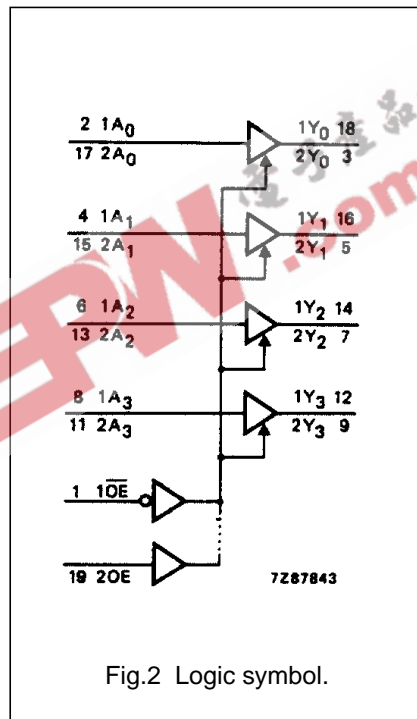 2 1A0 1Y0 18
17 2A0 2Y0 3
4 1A1 1Y1 16
15 2A1 2Y1 5
6 1A2 1Y2 14
13 2A2 2Y2 7
8 1A3 1Y3 12
11 2A3 2Y3 9
1 1O̅E̅
19 2OE
7Z87843
Fig.2 Logic symbol.
.com